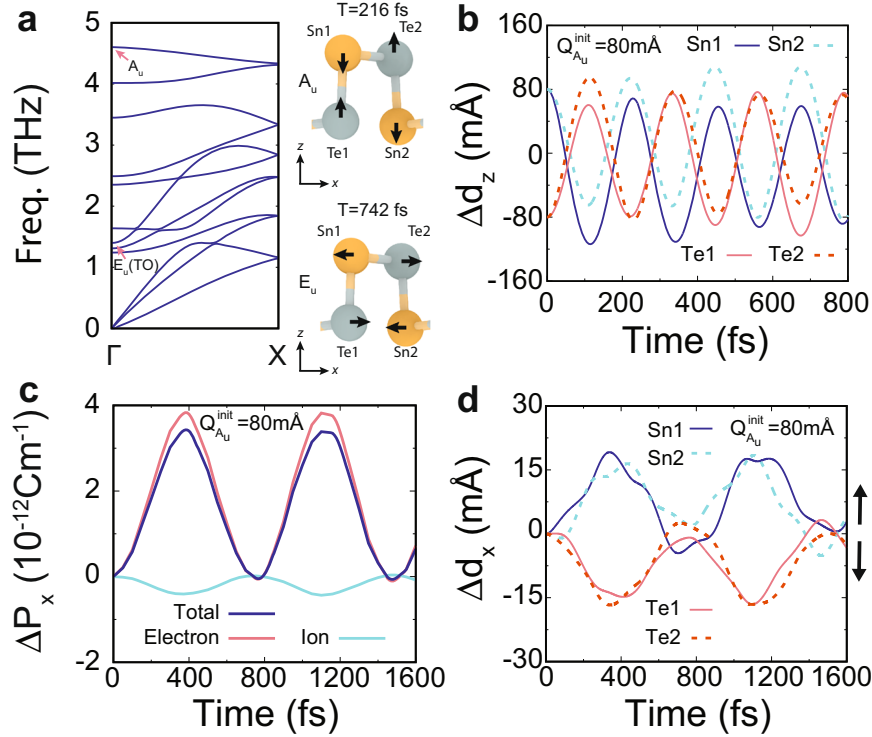 a
Freq. (THz)
5
4
3
2
1
0
Γ
X
A_u
E_u(TO)
T=216 fs
Sn1
Te2
A_u
Te1
Sn2
z
x
T=742 fs
Sn1
Te2
E_u
Te1
Sn2
z
x
b
Δd_z (mÅ)
160
80
0
-80
-160
Q_{A_u}^{init}=80mÅ
Sn1
Sn2
Te1
Te2
0
200
400
600
800
Time (fs)
c
ΔP_x (10^{-12}Cm^{-1})
4
2
0
-2
Q_{A_u}^{init}=80mÅ
Total
Electron
Ion
0
400
800
1200
1600
Time (fs)
d
Δd_x (mÅ)
30
15
0
-15
-30
Sn1
Q_{A_u}^{init}=80mÅ
Sn2
Te1
Te2
0
400
800
1200
1600
Time (fs)